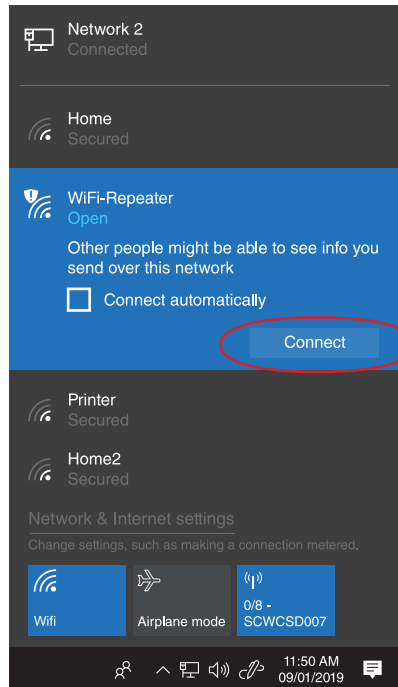 Network 2
Connected
Home
Secured
WiFi-Repeater
Open
Other people might be able to see info you
send over this network
Connect automatically
Connect
Printer
Secured
Home2
Secured
Network & Internet settings
Change settings, such as making a connection metered.
Wifi
Airplane mode
0/8 -
SCWCSD007
11:50 AM
09/01/2019